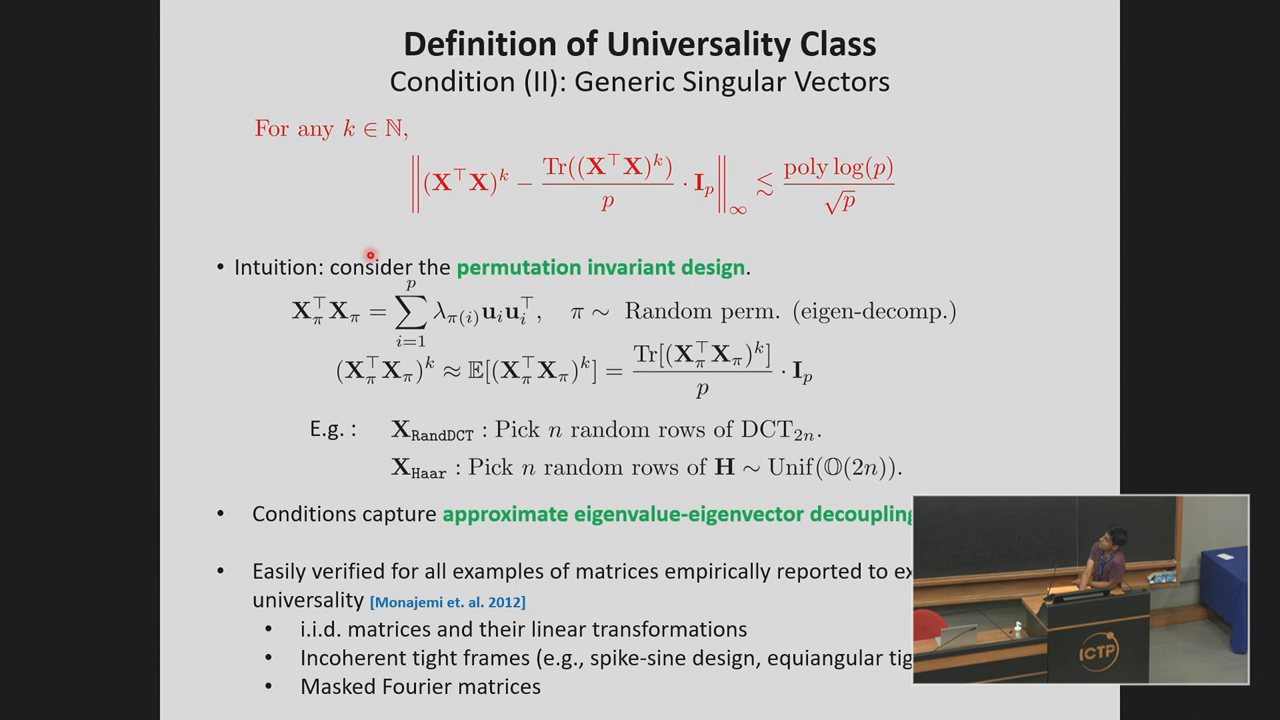 Definition of Universality Class
Condition (II): Generic Singular Vectors
For any k ∈ ℕ,
‖(X⊤X)^k − Tr((X⊤X)^k)/p · I_p‖_∞ ≲ poly log(p)/√p
• Intuition: consider the permutation invariant design.
X_π⊤X_π = ∑_{i=1}^{p} λ_{π(i)} u_i u_i⊤, π ∼ Random perm. (eigen-decomp.)
(X_π⊤X_π)^k ≈ 𝔼[(X_π⊤X_π)^k] = Tr[(X_π⊤X_π)^k]/p · I_p
E.g. : X_RandDCT : Pick n random rows of DCT_{2n}.
X_Haar : Pick n random rows of H ∼ Unif(𝕆(2n)).
• Conditions capture approximate eigenvalue-eigenvector decoupling
• Easily verified for all examples of matrices empirically reported to
universality [Monajemi et. al. 2012]
• i.i.d. matrices and their linear transformations
• Incoherent tight frames (e.g., spike-sine design, equiangular
• Masked Fourier matrices
ICTP